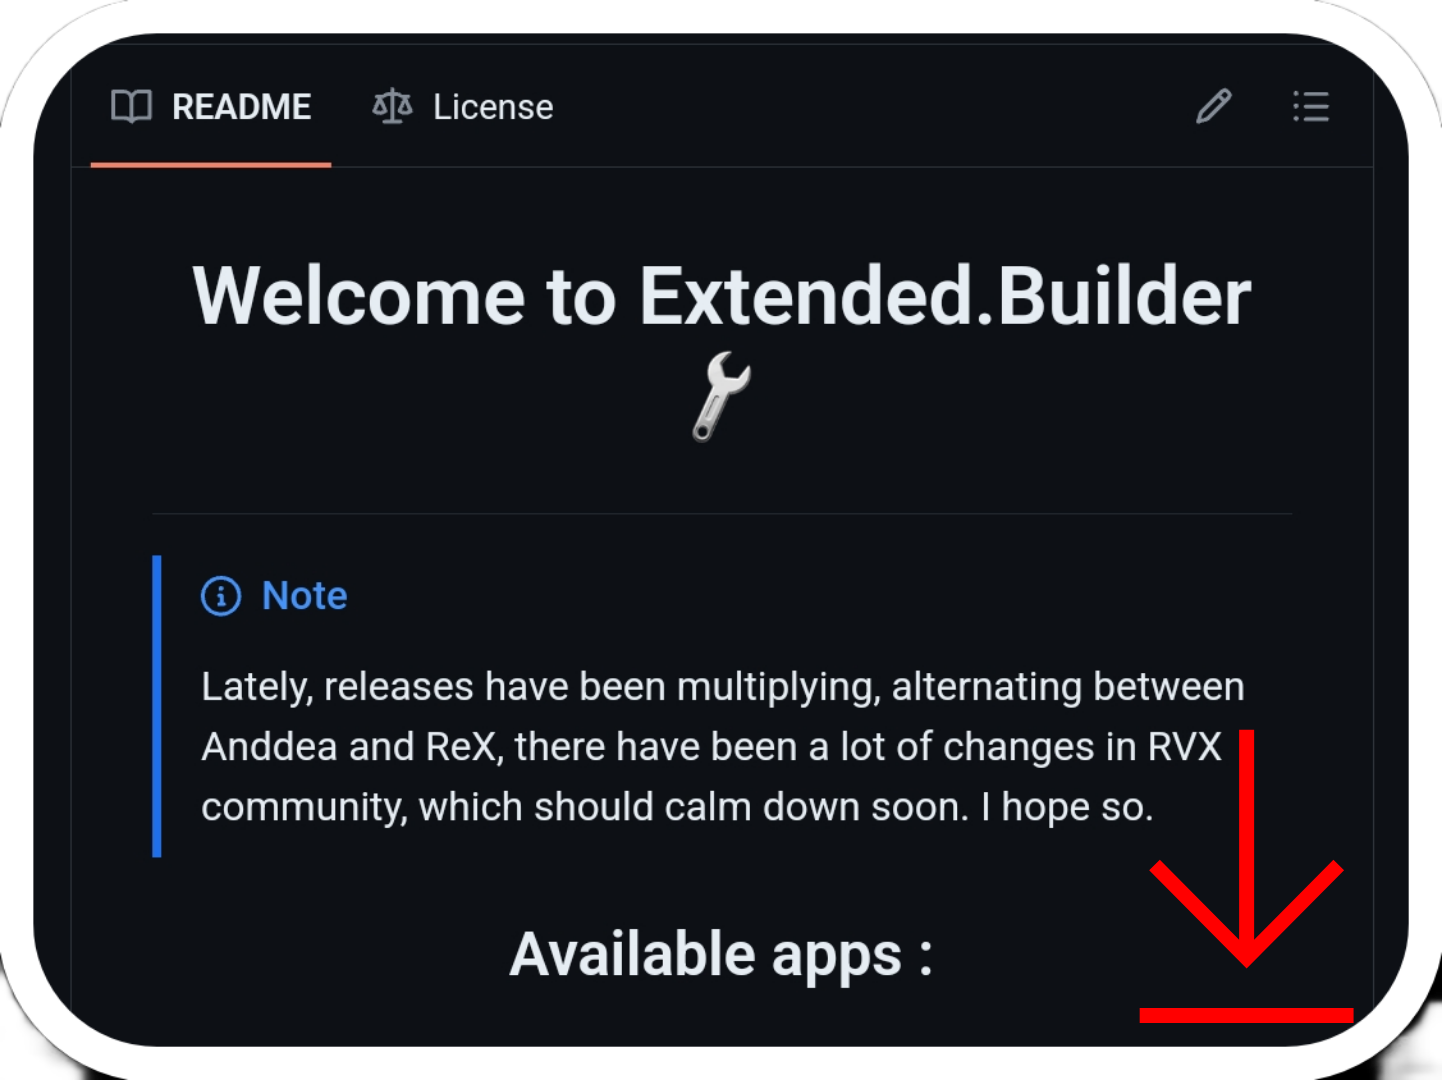 README
License
Welcome to Extended.Builder
🔧
Note
Lately, releases have been multiplying, alternating between
Anddea and ReX, there have been a lot of changes in RVX
community, which should calm down soon. I hope so.
Available apps :